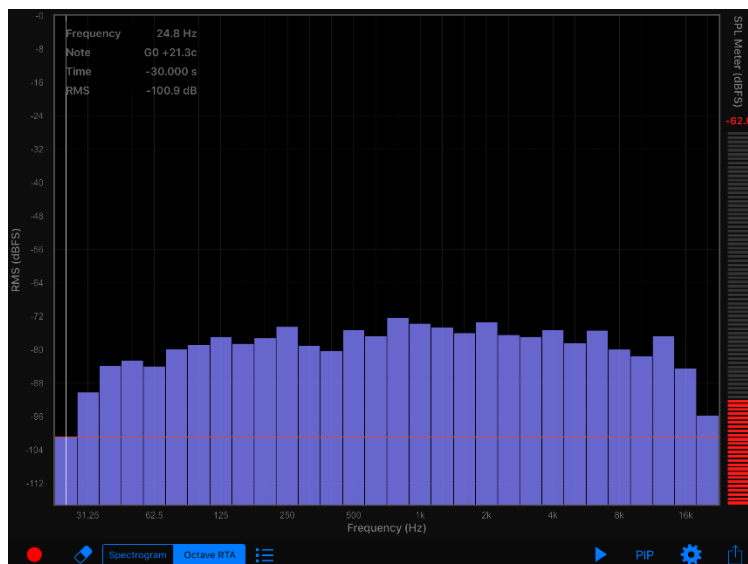 -0
-8
-16
-24
-32
-40
-48
-56
-64
-72
-80
-88
-96
-104
-112
RMS (dBFS)
Frequency 24.8 Hz
Note G0 +21.3c
Time -30.000 s
RMS -100.9 dB
SPL Meter (dBFS)
-62.
31.25 62.5 125 250 500 1k 2k 4k 8k 16k
Frequency (Hz)
Spectrogram Octave RTA PIP